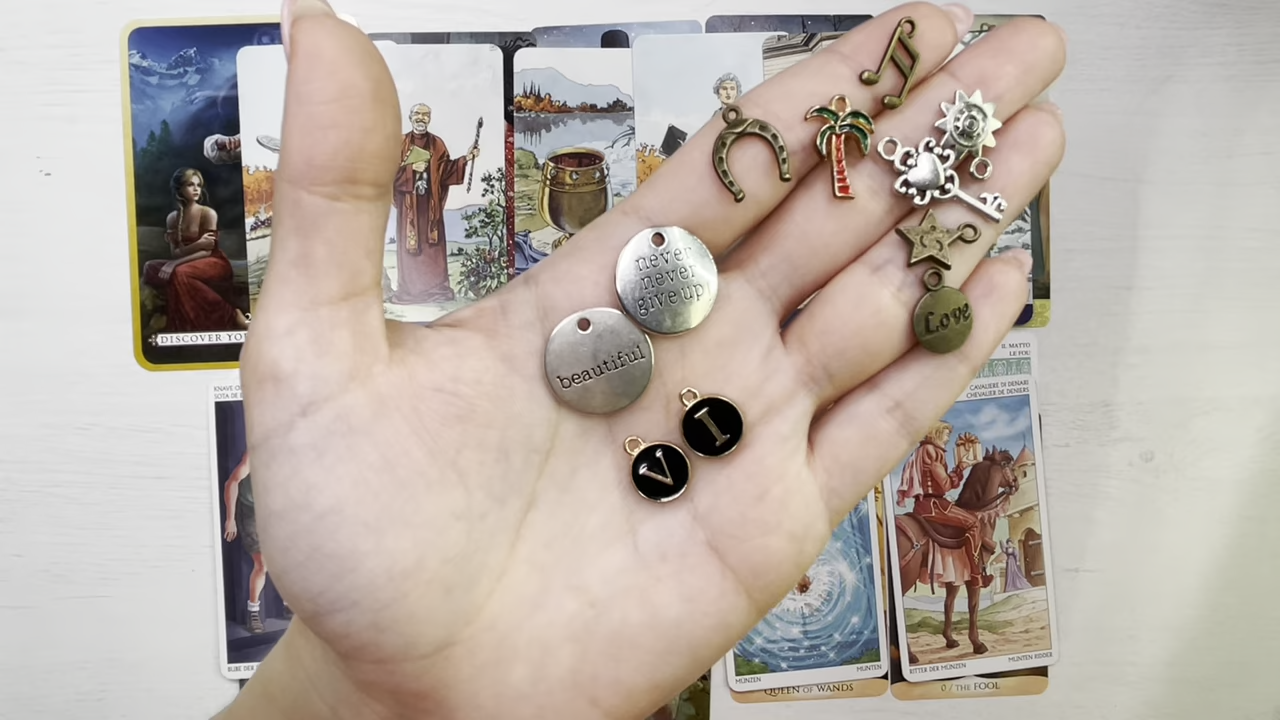 never
never
give up
beautiful
I
V
Love
DISCOVER YO
KNAVE O
SOTA DE
IL MATTO
LE FOU
CAVALIERE DI DENARI
CHEVALIER DE DENIERS
BUBE DER
MÜNZEN
MUNTEN
RITTER DER MÜNZEN
MUNTEN RIDDER
QUEEN OF WANDS
0 / THE FOOL